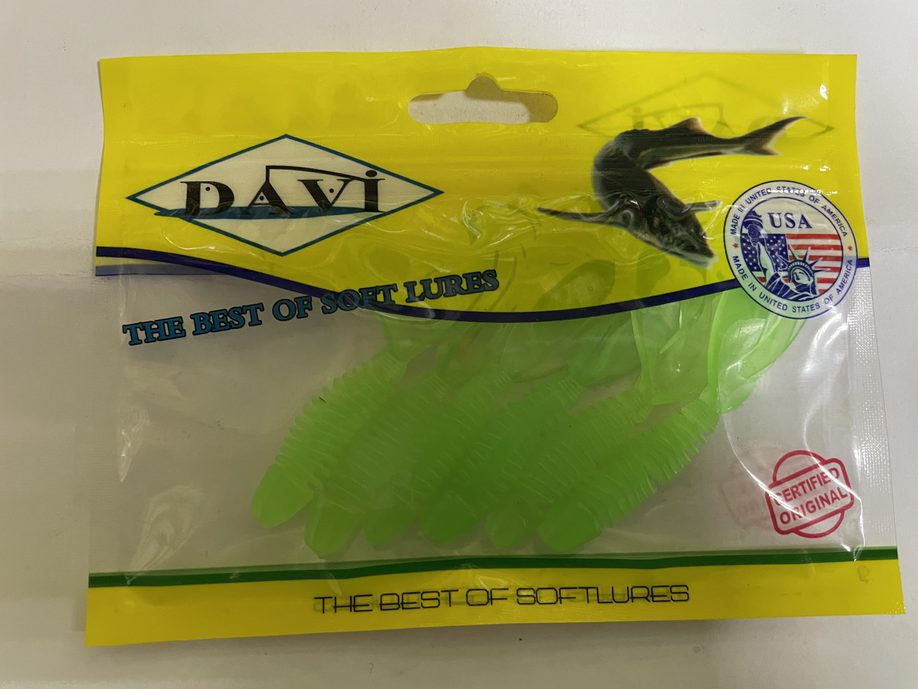 DAVİ
THE BEST OF SOFT LURES
MADE IN UNITED STATES OF AMERICA
USA
MADE IN UNITED STATES OF AMERICA
CERTIFIED
ORIGINAL
THE BEST OF SOFTLURES